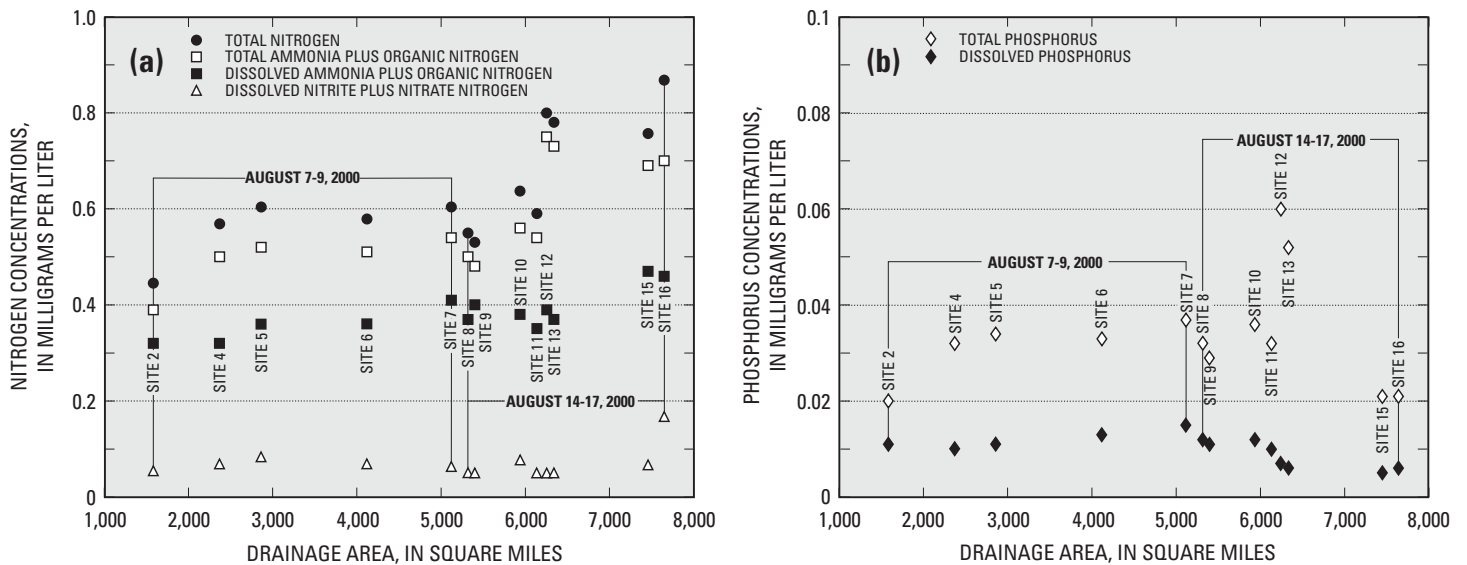 (a)
TOTAL NITROGEN
TOTAL AMMONIA PLUS ORGANIC NITROGEN
DISSOLVED AMMONIA PLUS ORGANIC NITROGEN
DISSOLVED NITRITE PLUS NITRATE NITROGEN
NITROGEN CONCENTRATIONS,
IN MILLIGRAMS PER LITER
1.0
0.8
0.6
0.4
0.2
0
AUGUST 7-9, 2000
AUGUST 14-17, 2000
SITE 2
SITE 4
SITE 5
SITE 6
SITE 7
SITE 8
SITE 9
SITE 10
SITE 11
SITE 12
SITE 13
SITE 15
SITE 16
1,000
2,000
3,000
4,000
5,000
6,000
7,000
8,000
DRAINAGE AREA, IN SQUARE MILES
(b)
TOTAL PHOSPHORUS
DISSOLVED PHOSPHORUS
PHOSPHORUS CONCENTRATIONS,
IN MILLIGRAMS PER LITER
0.1
0.08
0.06
0.04
0.02
0
AUGUST 14-17, 2000
AUGUST 7-9, 2000
SITE 2
SITE 4
SITE 5
SITE 6
SITE 7
SITE 8
SITE 9
SITE 10
SITE 11
SITE 12
SITE 13
SITE 15
SITE 16
1,000
2,000
3,000
4,000
5,000
6,000
7,000
8,000
DRAINAGE AREA, IN SQUARE MILES